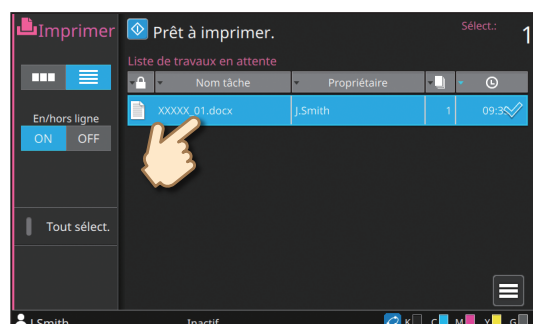 Imprimer
Prêt à imprimer.
Sélect.: 1
Liste de travaux en attente
Nom tâche Propriétaire
XXXXX_01.docx J.Smith 1 09:39
En/hors ligne
ON OFF
Tout sélect.
J.Smith Inactif K C M Y G